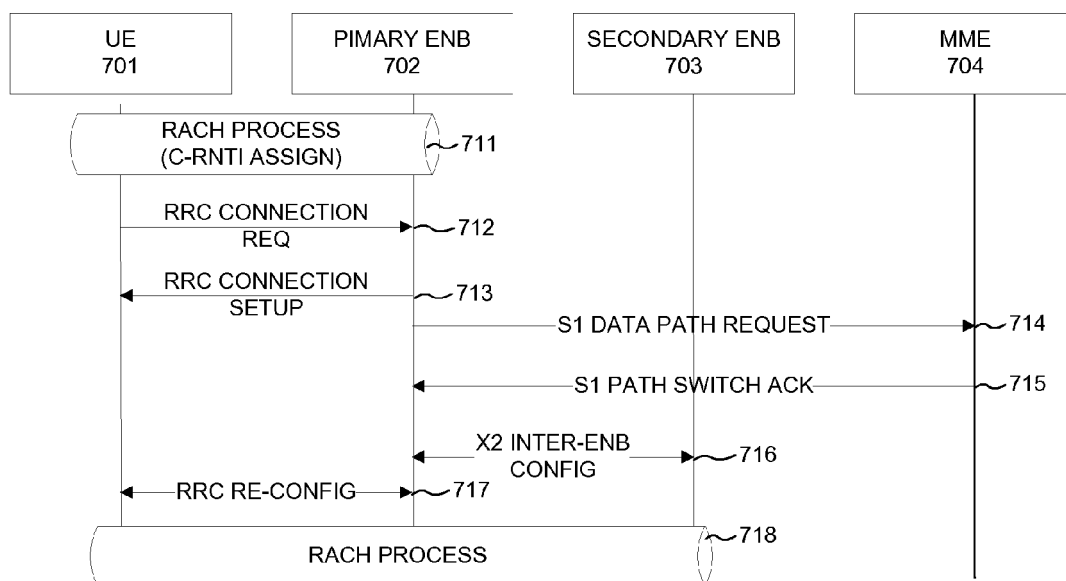 UE
701
PIMARY ENB
702
SECONDARY ENB
703
MME
704
RACH PROCESS
(C-RNTI ASSIGN)
711
RRC CONNECTION
REQ
712
RRC CONNECTION
SETUP
713
S1 DATA PATH REQUEST
714
S1 PATH SWITCH ACK
715
X2 INTER-ENB
CONFIG
716
RRC RE-CONFIG
717
RACH PROCESS
718